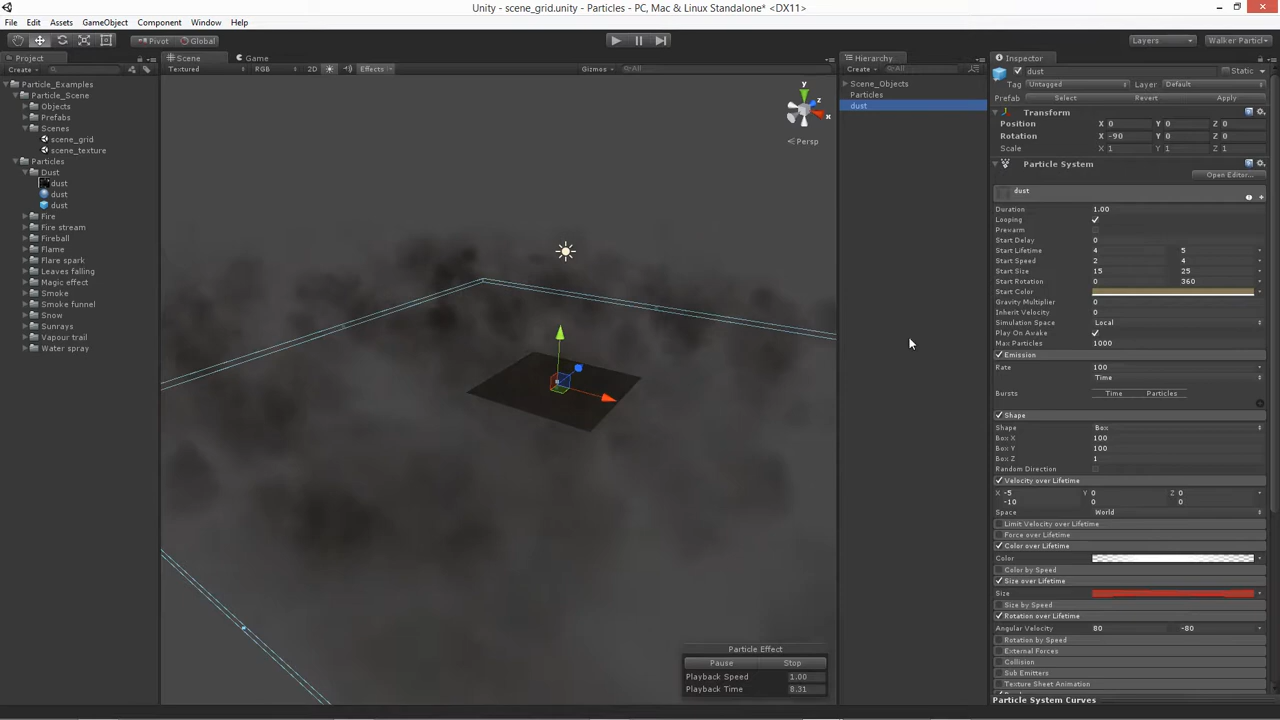 Unity - scene_grid.unity - Particles - PC, Mac & Linux Standalone* <DX11>
File Edit Assets GameObject Component Window Help
Pivot Global Layers Walker Particl
Project
Create
Particle_Examples
Particle_Scene
Objects
Prefabs
Scenes
scene_grid
scene_texture
Particles
Dust
dust
dust
dust
Fire
Fire stream
Fireball
Flame
Flare spark
Leaves falling
Magic effect
Smoke
Smoke funnel
Snow
Sunrays
Vapour trail
Water spray
Scene Game
Textured RGB 2D Effects Gizmos All
y
z
x
Persp
Particle Effect
Pause Stop
Playback Speed 1.00
Playback Time 8.31
Hierarchy
Create All
Scene_Objects
Particles
dust
Inspector
dust Static
Tag Untagged Layer Default
Prefab Select Revert Apply
Transform
Position X 0 Y 0 Z 0
Rotation X -90 Y 0 Z 0
Scale X 1 Y 1 Z 1
Particle System
Open Editor...
dust
Duration 1.00
Looping
Prewarm
Start Delay 0
Start Lifetime 4 5
Start Speed 2 4
Start Size 15 25
Start Rotation 0 360
Start Color
Gravity Multiplier 0
Inherit Velocity 0
Simulation Space Local
Play On Awake
Max Particles 1000
Emission
Rate 100
Time
Bursts Time Particles
Shape
Shape Box
Box X 100
Box Y 100
Box Z 1
Random Direction
Velocity over Lifetime
X -5 Y 0 Z 0
-10 0 0
Space World
Limit Velocity over Lifetime
Force over Lifetime
Color over Lifetime
Color
Color by Speed
Size over Lifetime
Size
Size by Speed
Rotation over Lifetime
Angular Velocity 80 -80
Rotation by Speed
External Forces
Collision
Sub Emitters
Texture Sheet Animation
Particle System Curves